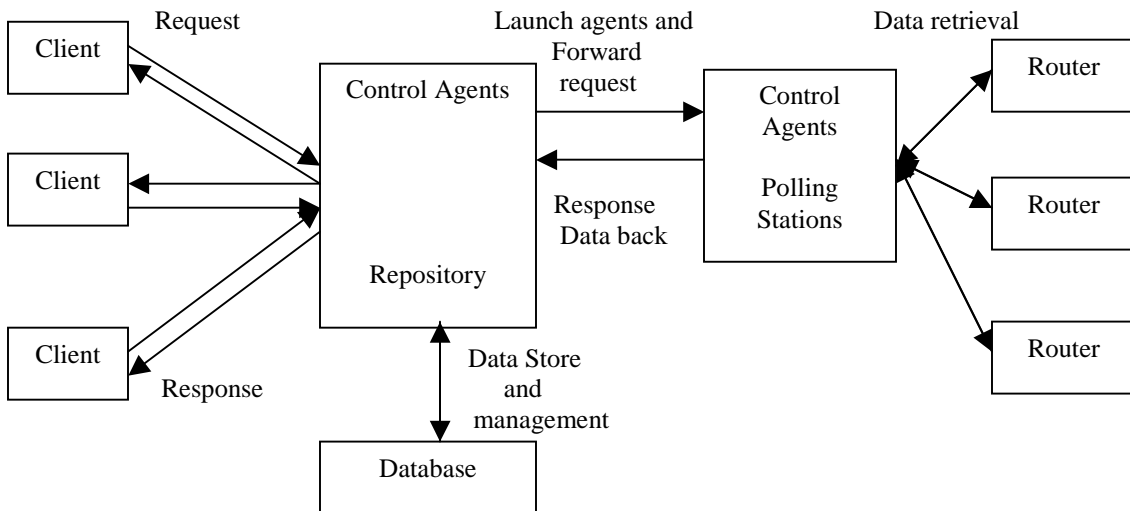 Request
Launch agents and
Forward
request
Data retrieval
Client
Control Agents
Control
Agents
Router
Client
Polling
Stations
Router
Response
Data back
Repository
Client
Response
Data Store
and
management
Router
Database